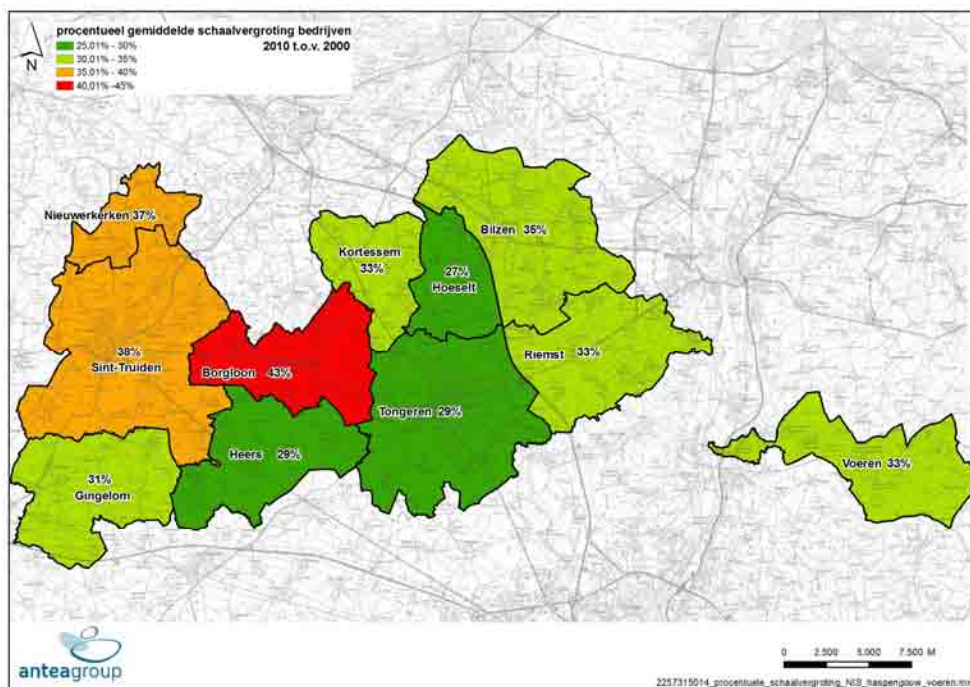 procentueel gemiddelde schaalvergroting bedrijven
2010 t.o.v. 2000
25,01% - 30%
30,01% - 35%
35,01% - 40%
40,01% -45%
N
Nieuwerkerken 37%
Kortessem
33%
Bilzen 35%
27%
Hoeselt
38%
Sint-Truiden
Borgloon 43%
Riemst 33%
Tongeren 29%
Heers 29%
31%
Gingelom
Voeren 33%
anteagroup
0 2.500 5.000 7.500 M
2257315014_procentuele_schaalvergroting_NIS_haspengouw_voeren.mx